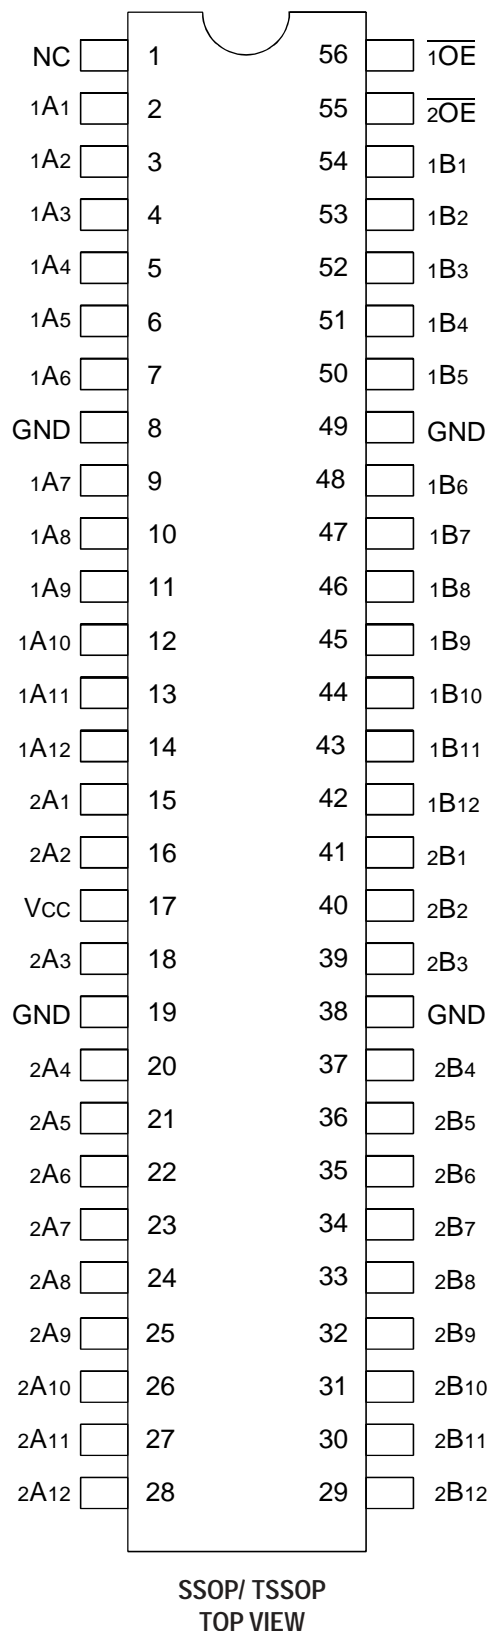 NC 1 56 1OE
1A1 2 55 2OE
1A2 3 54 1B1
1A3 4 53 1B2
1A4 5 52 1B3
1A5 6 51 1B4
1A6 7 50 1B5
GND 8 49 GND
1A7 9 48 1B6
1A8 10 47 1B7
1A9 11 46 1B8
1A10 12 45 1B9
1A11 13 44 1B10
1A12 14 43 1B11
2A1 15 42 1B12
2A2 16 41 2B1
VCC 17 40 2B2
2A3 18 39 2B3
GND 19 38 GND
2A4 20 37 2B4
2A5 21 36 2B5
2A6 22 35 2B6
2A7 23 34 2B7
2A8 24 33 2B8
2A9 25 32 2B9
2A10 26 31 2B10
2A11 27 30 2B11
2A12 28 29 2B12
SSOP/ TSSOP
TOP VIEW